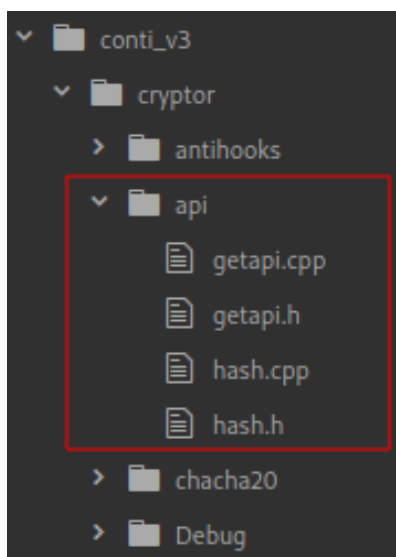 conti_v3
cryptor
antihooks
api
getapi.cpp
getapi.h
hash.cpp
hash.h
chacha20
Debug